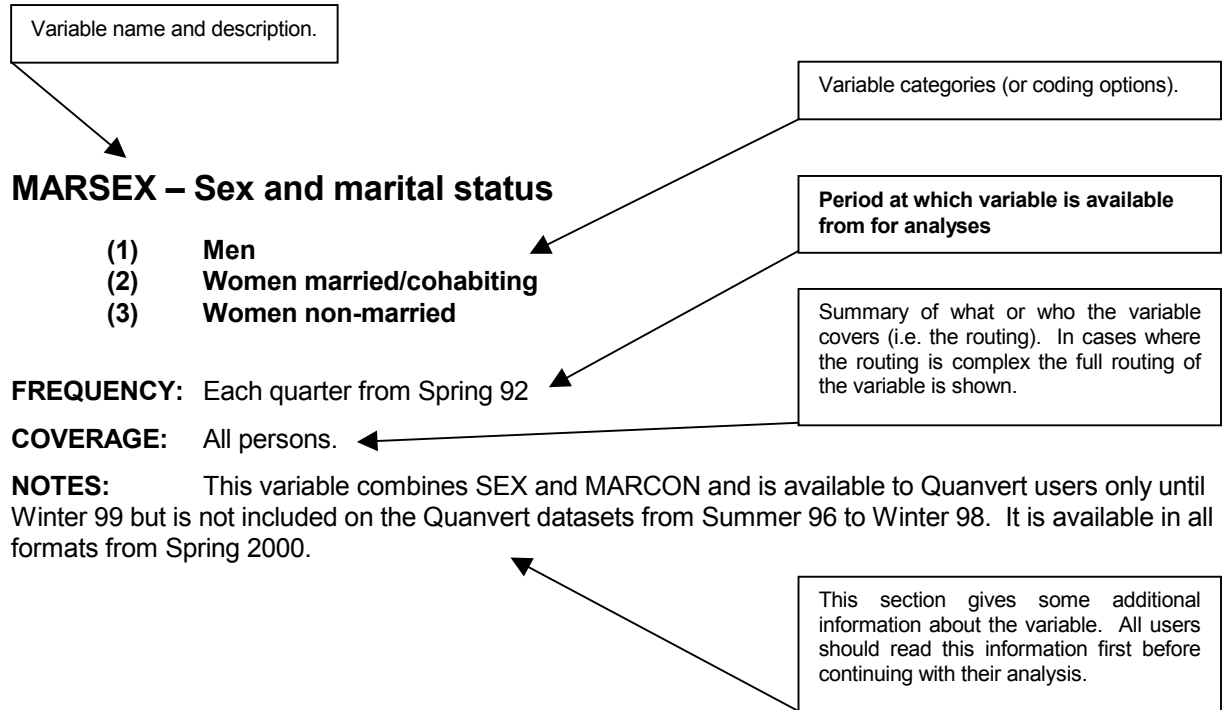 Variable name and description.
Variable categories (or coding options).
MARSEX – Sex and marital status
Period at which variable is available
from for analyses
(1) Men
(2) Women married/cohabiting
(3) Women non-married
Summary of what or who the variable
covers (i.e. the routing). In cases where
the routing is complex the full routing of
the variable is shown.
FREQUENCY: Each quarter from Spring 92
COVERAGE: All persons.
NOTES: This variable combines SEX and MARCON and is available to Quanvert users only until
Winter 99 but is not included on the Quanvert datasets from Summer 96 to Winter 98. It is available in all
formats from Spring 2000.
This section gives some additional
information about the variable. All users
should read this information first before
continuing with their analysis.